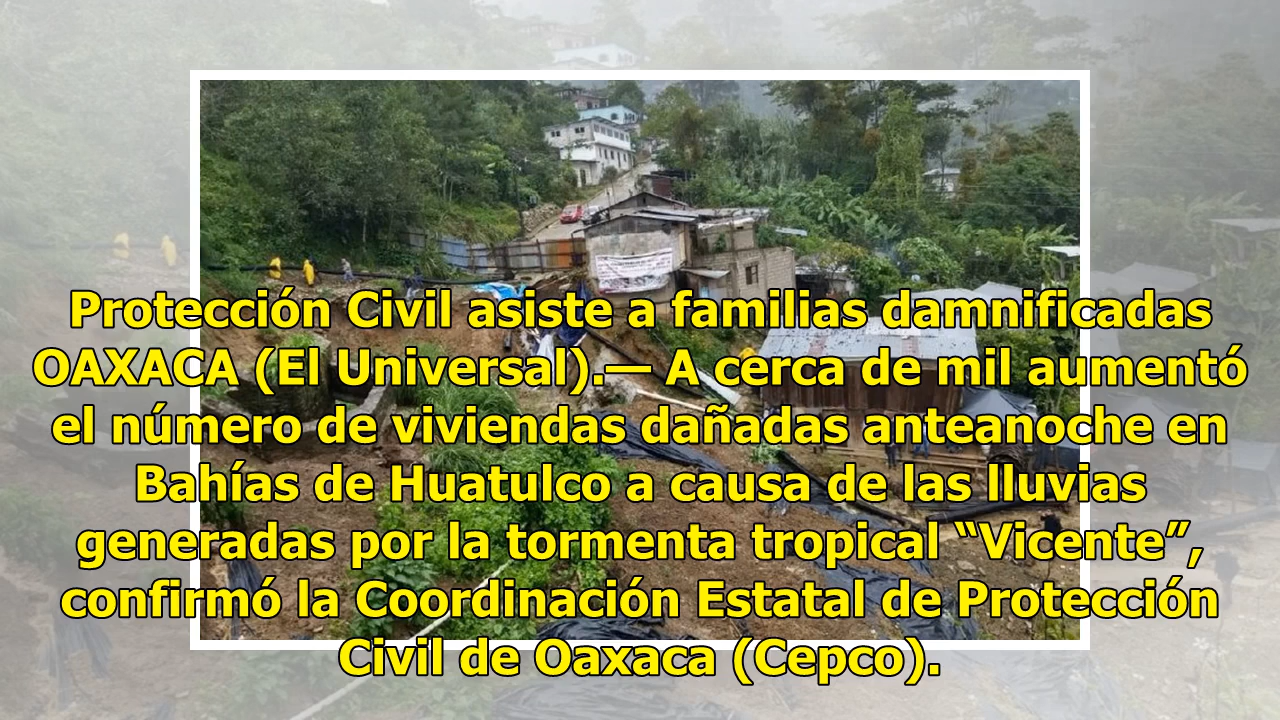 Protección Civil asiste a familias damnificadas
OAXACA (El Universal).— A cerca de mil aumentó
el número de viviendas dañadas anteanoche en
Bahías de Huatulco a causa de las lluvias
generadas por la tormenta tropical “Vicente”,
confirmó la Coordinación Estatal de Protección
Civil de Oaxaca (Cepco).